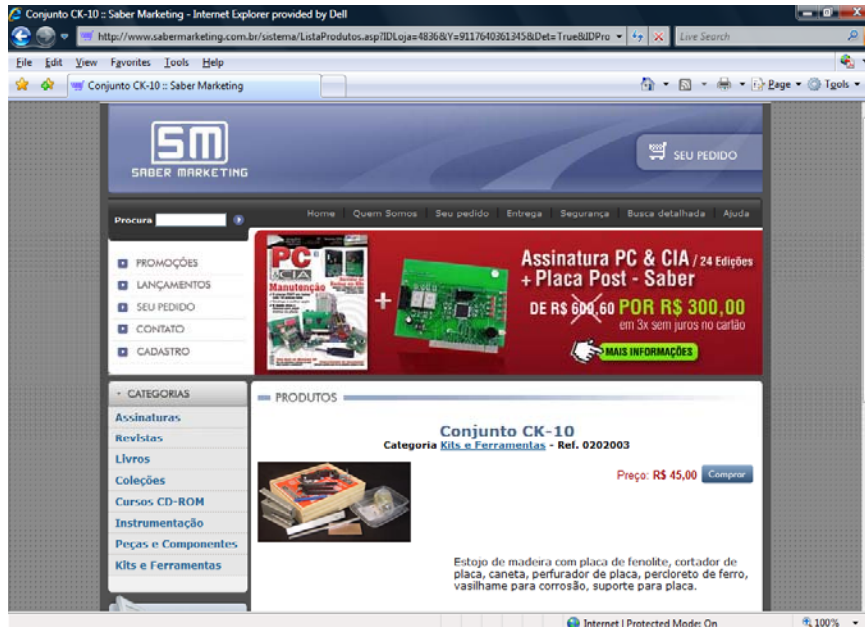 Conjunto CK-10 :: Saber Marketing - Internet Explorer provided by Dell
http://www.sabermarketing.com.br/sistema/ListaProdutos.asp?IDLoja=4836&Y=9117640361345&Det=True&IDPro
Live Search
File Edit View Favorites Tools Help
Conjunto CK-10 :: Saber Marketing
Page Tools
SM
SABER MARKETING
SEU PEDIDO
Procura
Home Quem Somos Seu pedido Entrega Segurança Busca detalhada Ajuda
PROMOÇÕES
LANÇAMENTOS
SEU PEDIDO
CONTATO
CADASTRO
PC
& CIA
Manutenção
+
Assinatura PC & CIA / 24 Edições
+ Placa Post - Saber
DE R$ 600,60 POR R$ 300,00
em 3x sem juros no cartão
MAIS INFORMAÇÕES
CATEGORIAS
Assinaturas
Revistas
Livros
Coleções
Cursos CD-ROM
Instrumentação
Peças e Componentes
Kits e Ferramentas
PRODUTOS
Conjunto CK-10
Categoria Kits e Ferramentas - Ref. 0202003
Preço: R$ 45,00 Comprar
Estojo de madeira com placa de fenolite, cortador de
placa, caneta, perfurador de placa, percloreto de ferro,
vasilhame para corrosão, suporte para placa.
Internet | Protected Mode: On
100%